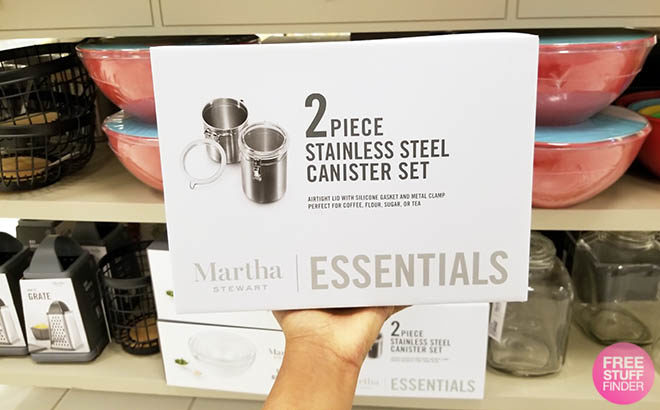 2 PIECE
STAINLESS STEEL
CANISTER SET
AIRTIGHT LID WITH SILICONE GASKET AND METAL CLAMP
PERFECT FOR COFFEE, FLOUR, SUGAR, OR TEA
Martha
STEWART
ESSENTIALS
GRATE
2 PIECE
STAINLESS STEEL
CANISTER SET
Martha
ESSENTIALS
FREE
STUFF
FINDER